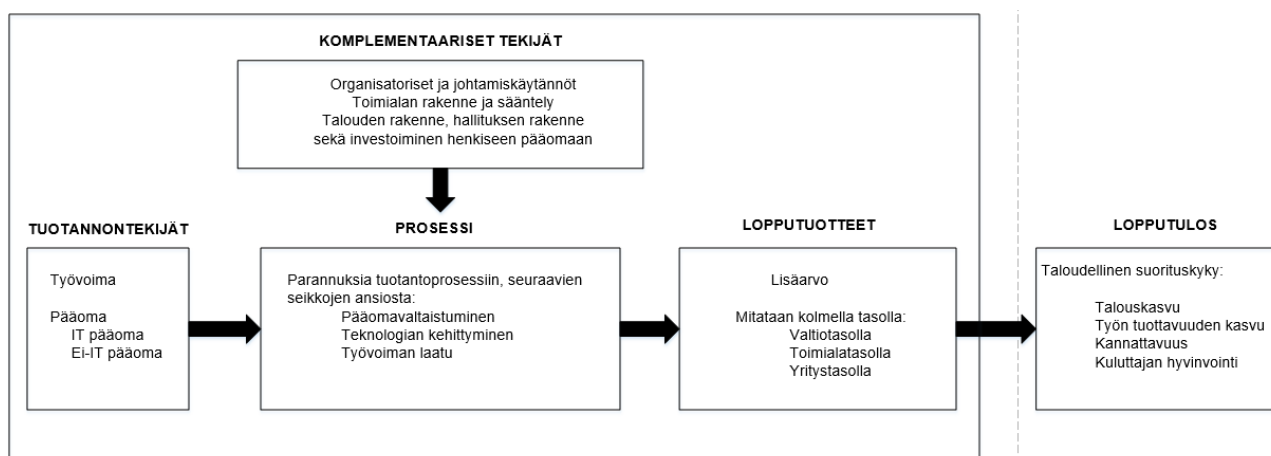 KOMPLEMENTAARISET TEKIJÄT
Organisatoriset ja johtamiskäytännöt
Toimialan rakenne ja sääntely
Talouden rakenne, hallituksen rakenne
sekä investoiminen henkiseen pääomaan
TUOTANNONTEKIJÄT
Työvoima
Pääoma
IT pääoma
Ei-IT pääoma
PROSESSI
Parannuksia tuotantoprosessiin, seuraavien
seikkojen ansiosta:
Pääomavaltaistuminen
Teknologian kehittyminen
Työvoiman laatu
LOPPUTUOTTEET
Lisäarvo
Mitataan kolmella tasolla:
Valtiotasolla
Toimialatasolla
Yritystasolla
LOPPUTULOS
Taloudellinen suorituskyky:
Talouskasvu
Työn tuottavuuden kasvu
Kannattavuus
Kuluttajan hyvinvointi